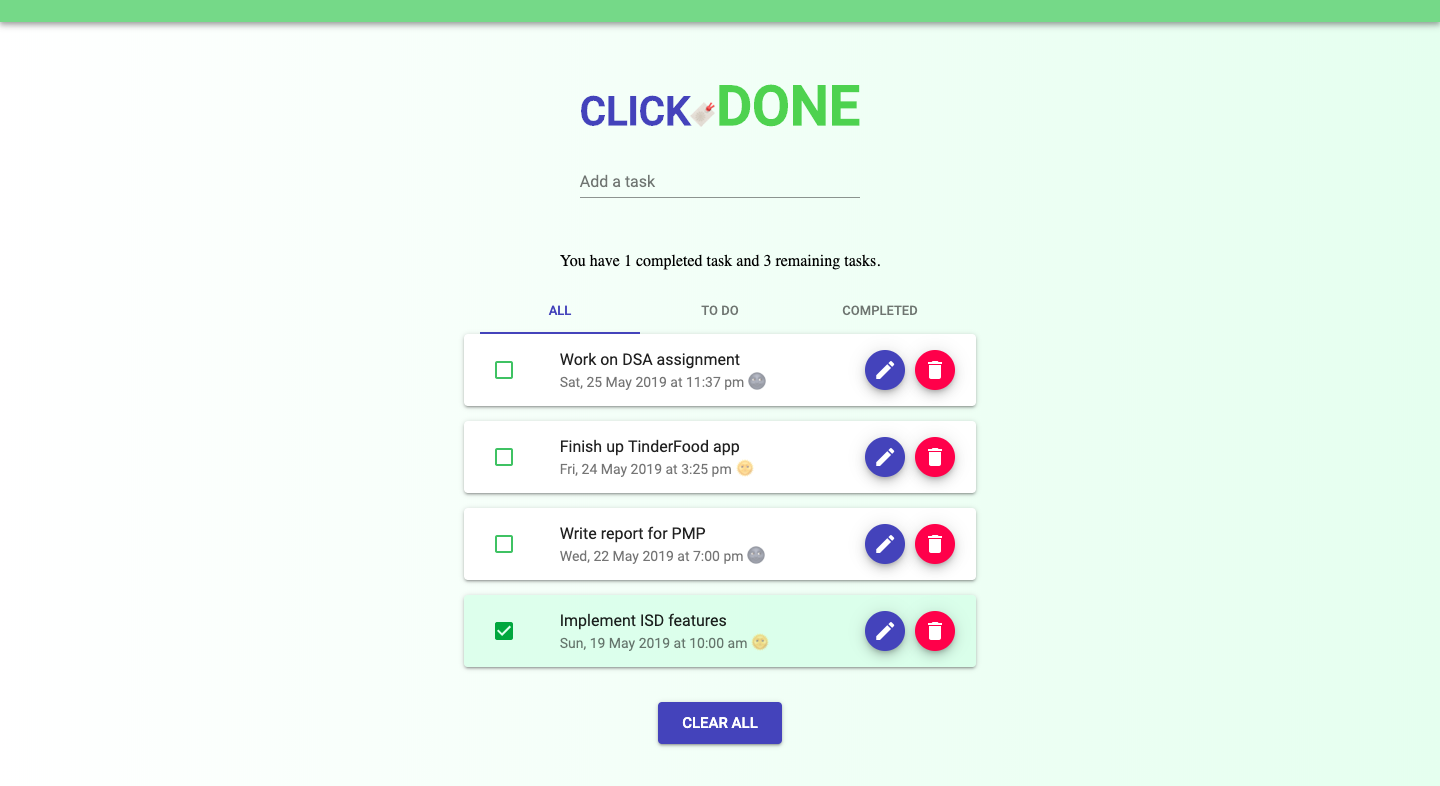 CLICK DONE
Add a task
You have 1 completed task and 3 remaining tasks.
ALL TO DO COMPLETED
Work on DSA assignment
Sat, 25 May 2019 at 11:37 pm 🌚
Finish up TinderFood app
Fri, 24 May 2019 at 3:25 pm 🌝
Write report for PMP
Wed, 22 May 2019 at 7:00 pm 🌚
Implement ISD features
Sun, 19 May 2019 at 10:00 am 🌝
CLEAR ALL